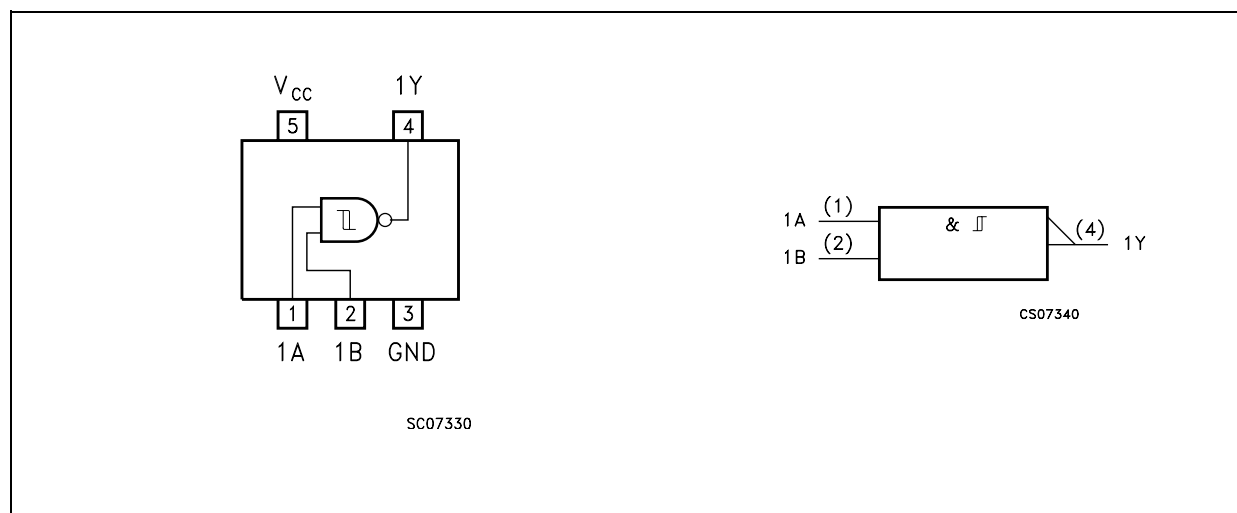 V CC 1Y
5 4
1 2 3
1A 1B GND
SC07330
1A (1)
1B (2)
&
(4) 1Y
CS07340